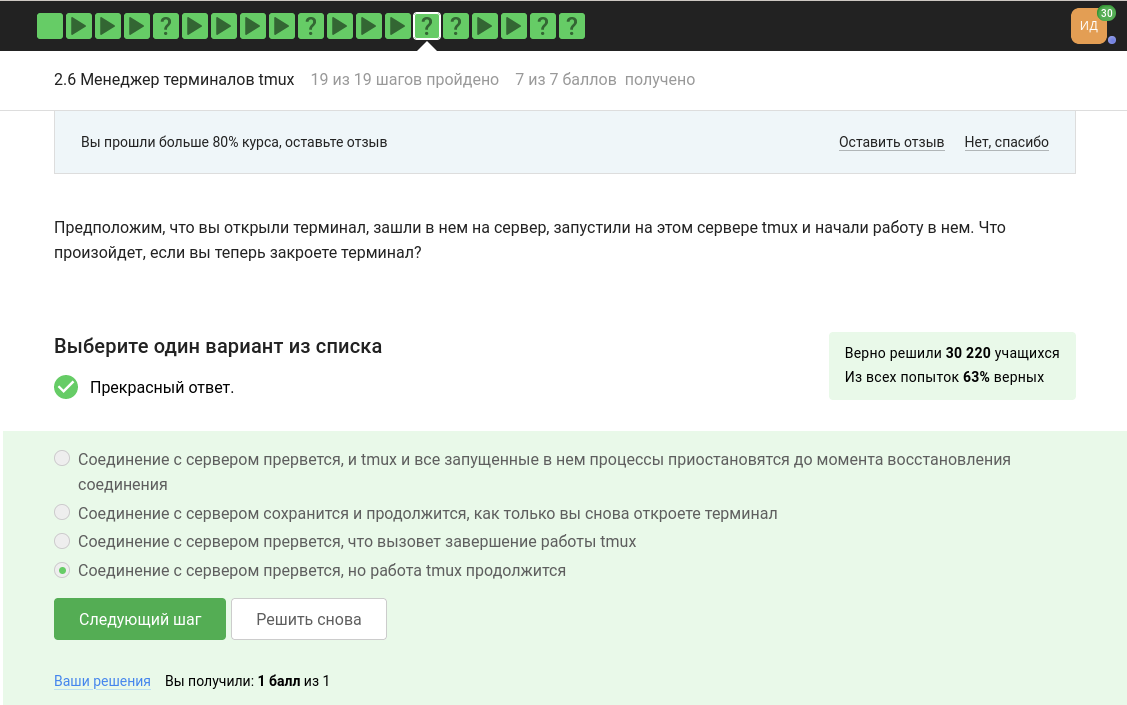 ? ? ? ? ? ?
ИД 30
2.6 Менеджер терминалов tmux 19 из 19 шагов пройдено 7 из 7 баллов получено
Вы прошли больше 80% курса, оставьте отзыв Оставить отзыв Нет, спасибо
Предположим, что вы открыли терминал, зашли в нем на сервер, запустили на этом сервере tmux и начали работу в нем. Что
произойдет, если вы теперь закроете терминал?
Выберите один вариант из списка
Верно решили 30 220 учащихся
Из всех попыток 63% верных
Прекрасный ответ.
Соединение с сервером прервется, и tmux и все запущенные в нем процессы приостановятся до момента восстановления
соединения
Соединение с сервером сохранится и продолжится, как только вы снова откроете терминал
Соединение с сервером прервется, что вызовет завершение работы tmux
Соединение с сервером прервется, но работа tmux продолжится
Следующий шаг Решить снова
Ваши решения Вы получили: 1 балл из 1